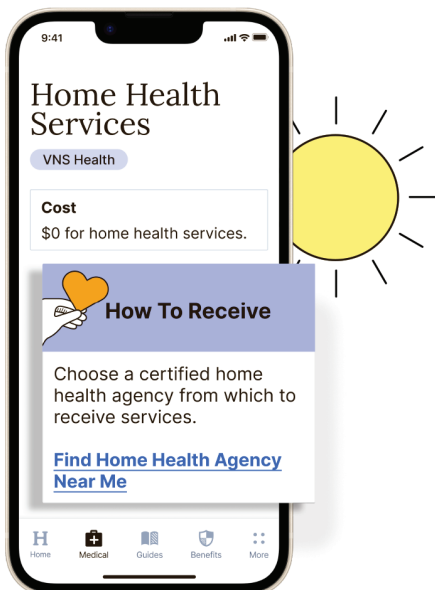 9:41
Home Health
Services
VNS Health
Cost
$0 for home health services.
How To Receive
Choose a certified home
health agency from which to
receive services.
Find Home Health Agency
Near Me
H
Home
Medical
Guides
Benefits
More